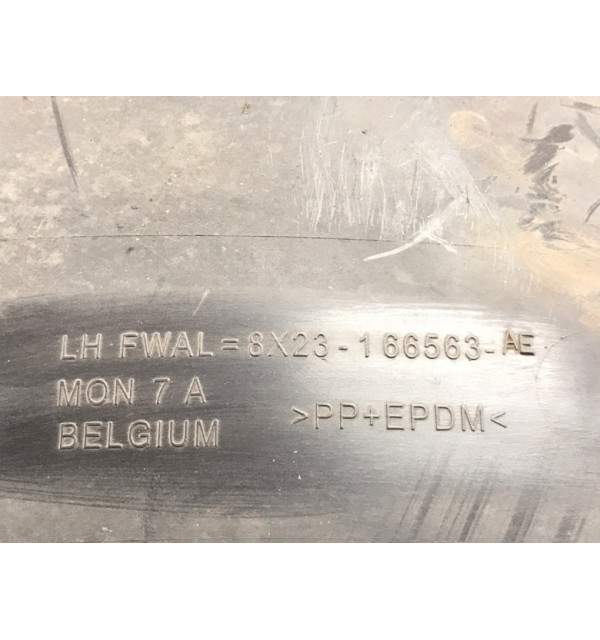 LH FWAL=8X23-166563-AE
MON 7 A
>PP+EPDM<
BELGIUM